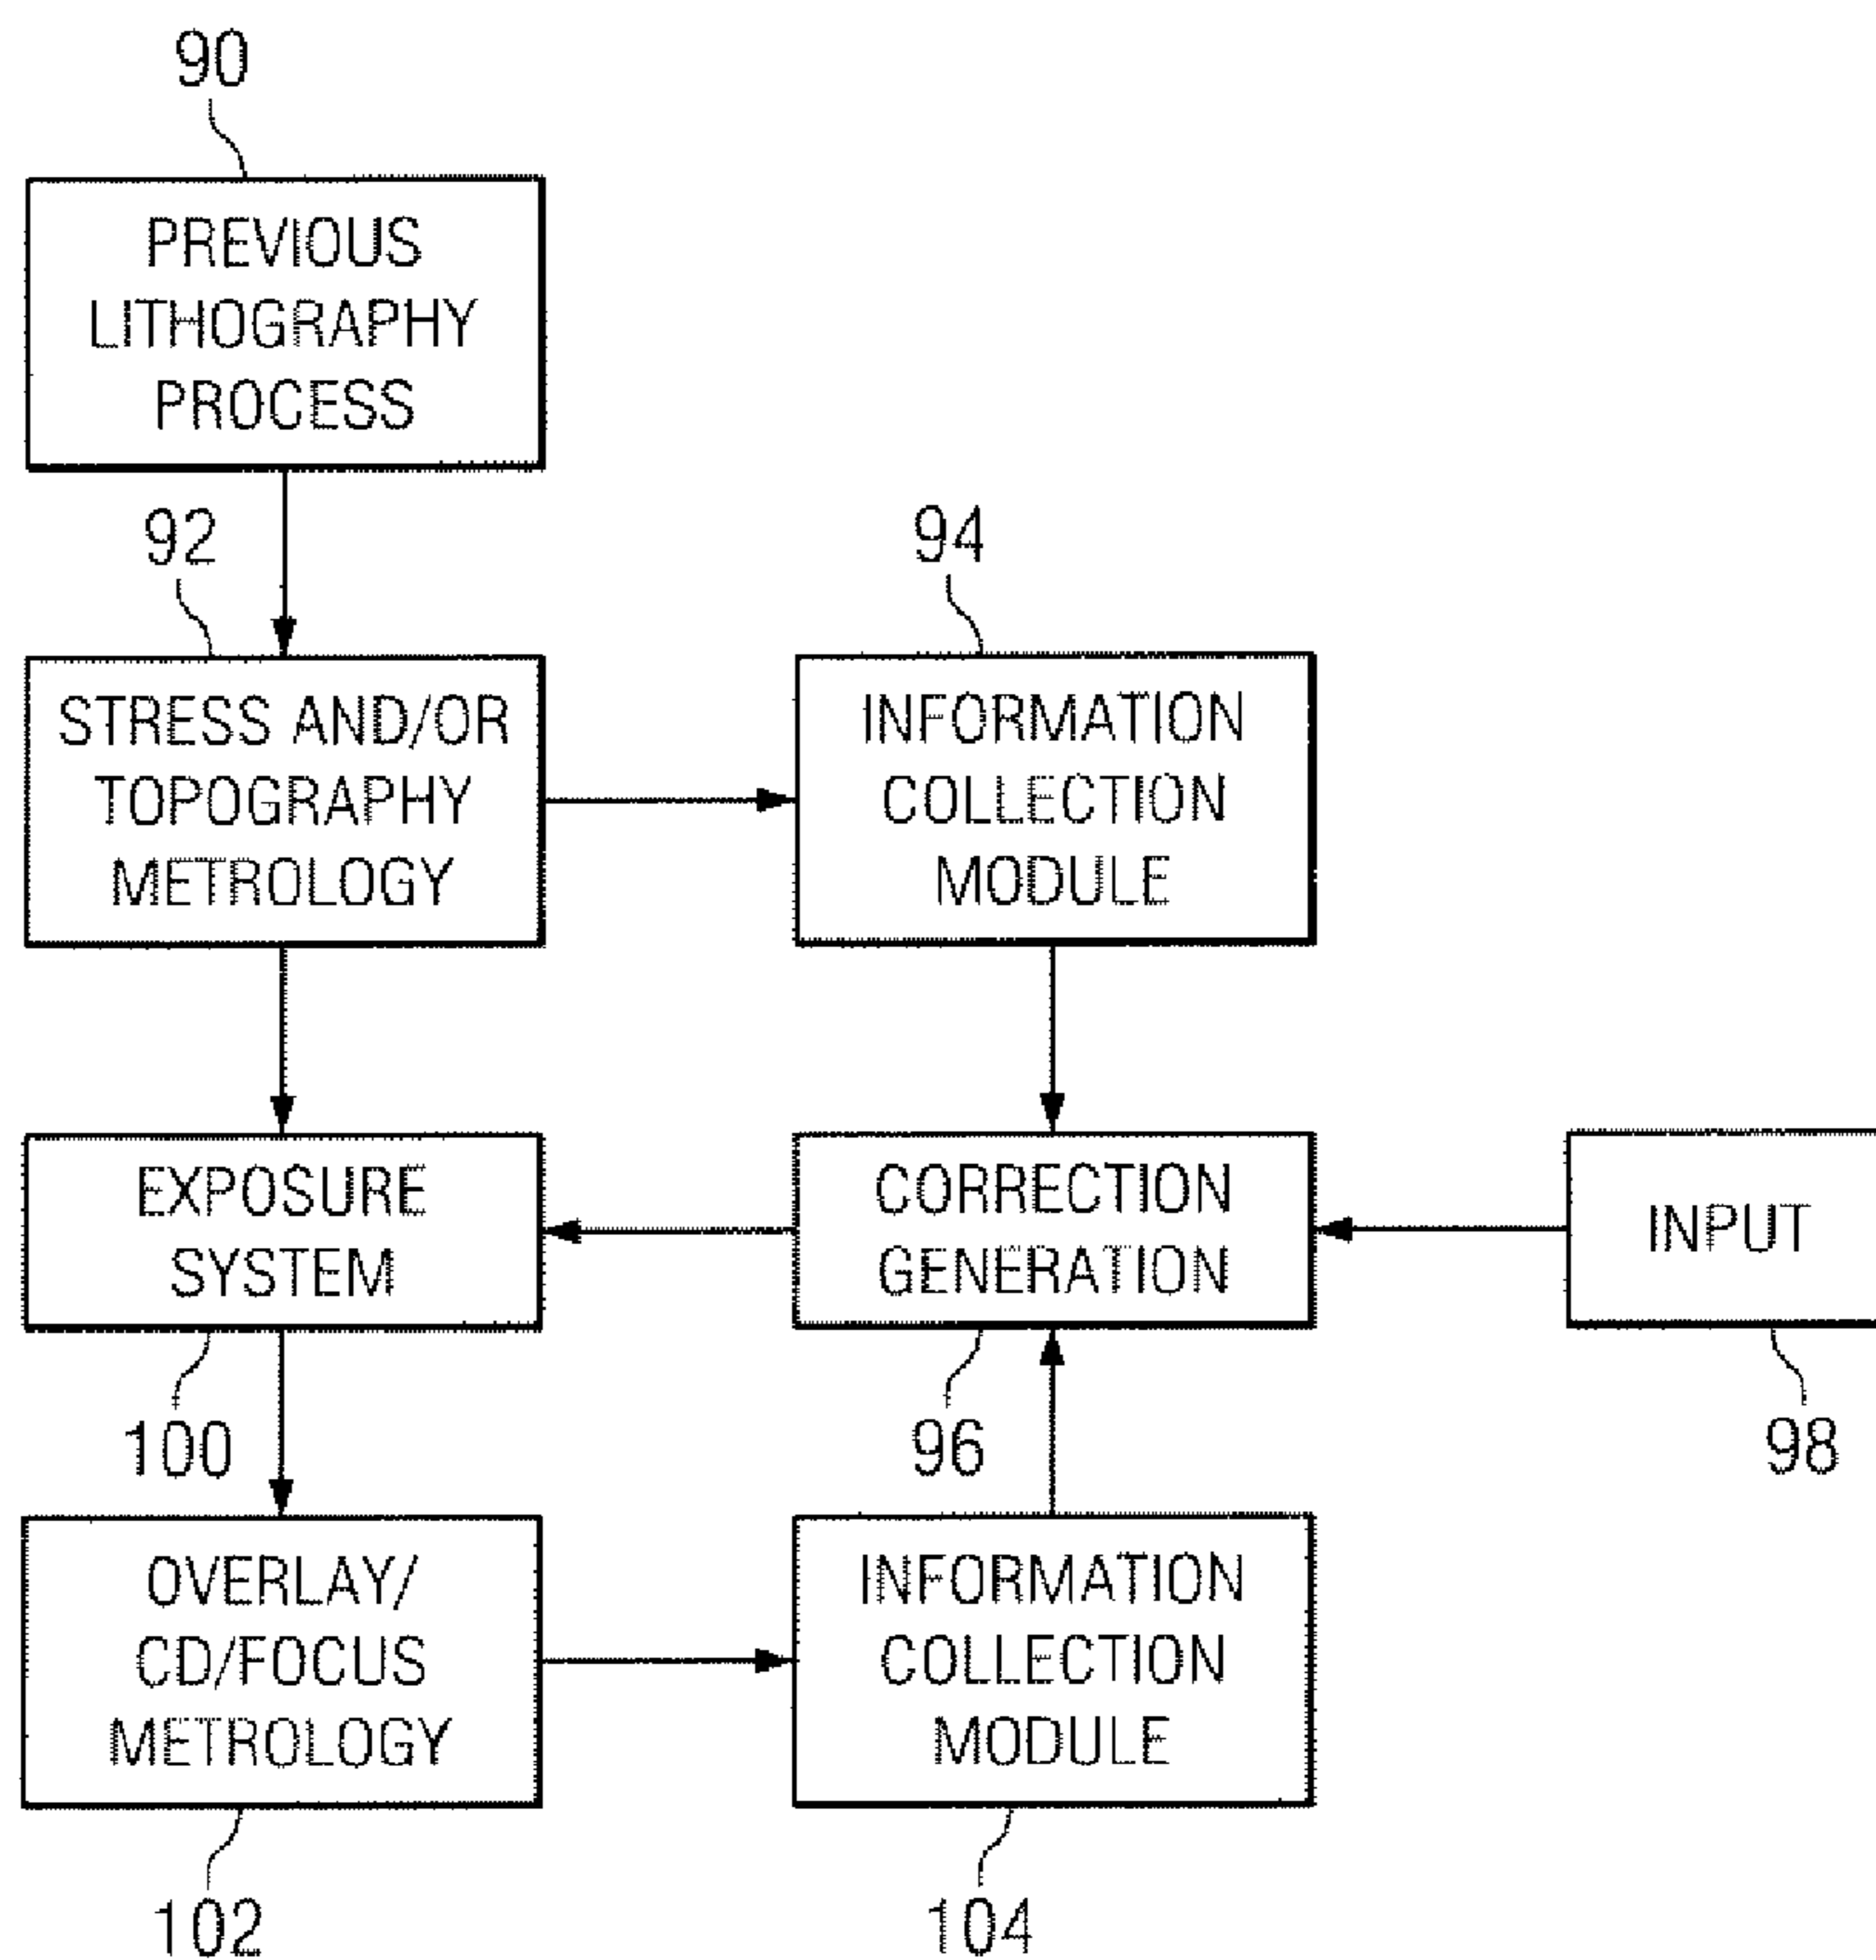 90
PREVIOUS
LITHOGRAPHY
PROCESS
92
STRESS AND/OR
TOPOGRAPHY
METROLOGY
94
INFORMATION
COLLECTION
MODULE
EXPOSURE
SYSTEM
100
CORRECTION
GENERATION
96
INPUT
98
OVERLAY/
CD/FOCUS
METROLOGY
102
INFORMATION
COLLECTION
MODULE
104